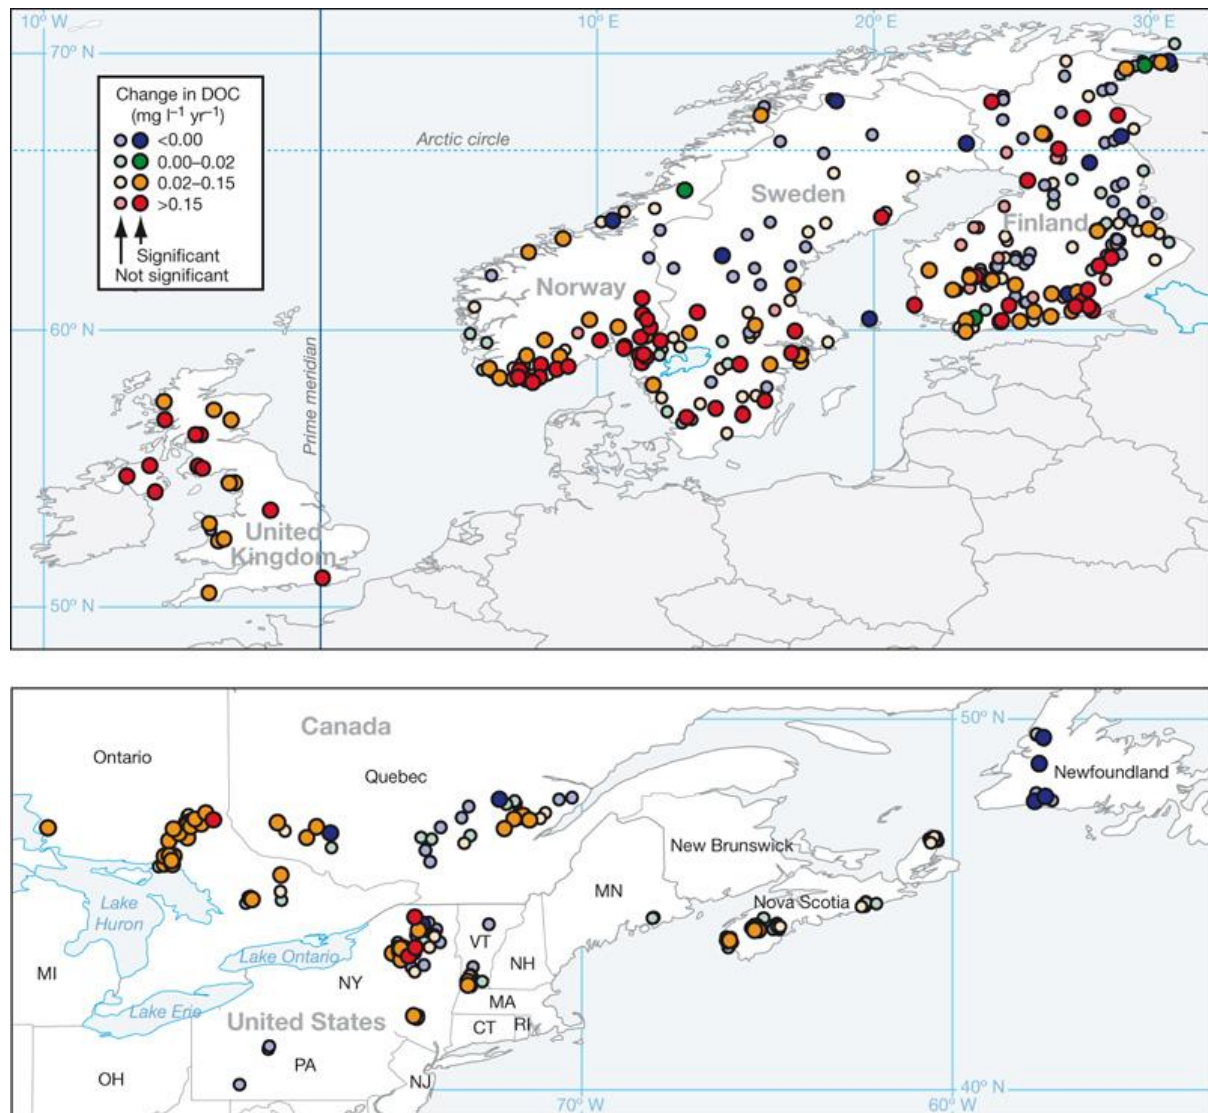 10° W
10° E
20° E
30° E
70° N
Change in DOC
(mg l⁻¹ yr⁻¹)
<0.00
0.00–0.02
0.02–0.15
>0.15
Significant
Not significant
Arctic circle
Sweden
Finland
Norway
60° N
Prime meridian
United
Kingdom
50° N
Canada
50° N
Ontario
Quebec
Newfoundland
New Brunswick
MN
Nova Scotia
Lake
Huron
Lake Ontario
VT
NH
MI
NY
MA
Lake Erie
United States
CT
RI
PA
OH
NJ
40° N
70° W
60° W